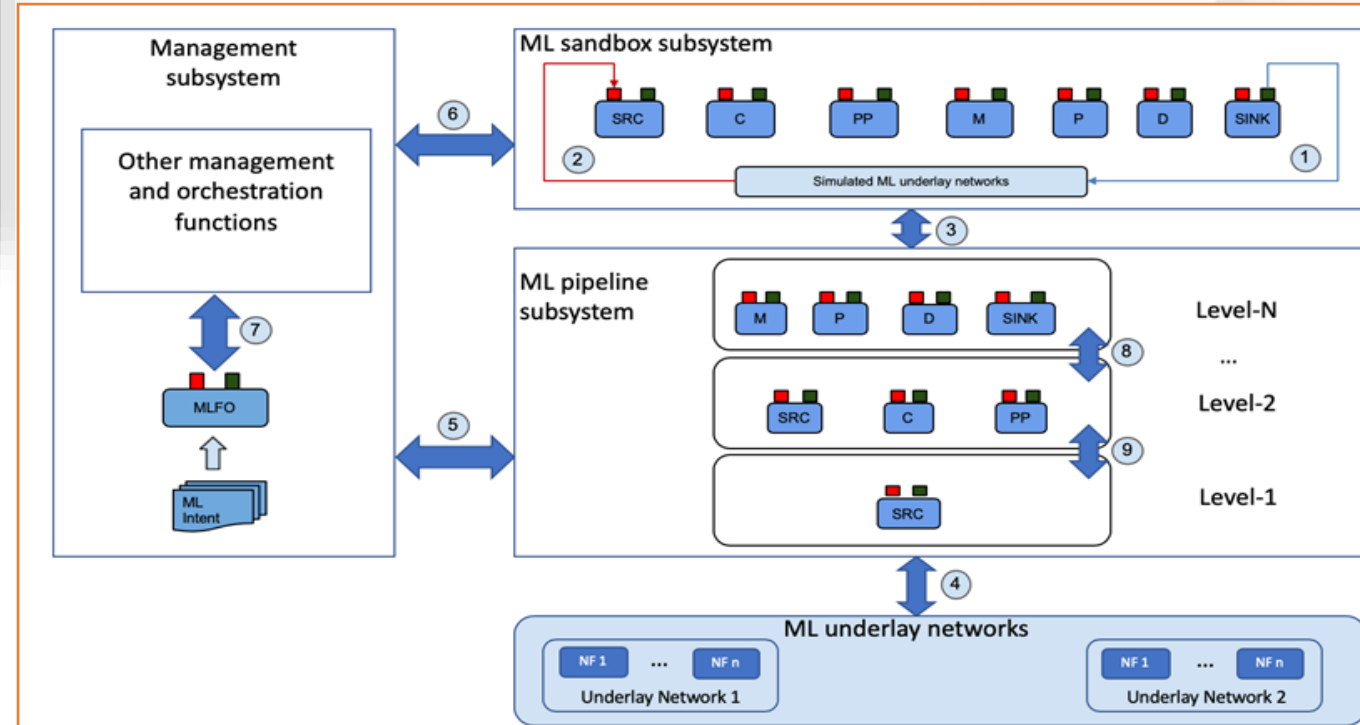 Management
subsystem
Other management
and orchestration
functions
7
MLFO
ML
Intent
6
5
ML sandbox subsystem
SRC C PP M P D SINK
2
1
Simulated ML underlay networks
3
ML pipeline
subsystem
M P D SINK
Level-N
8
...
SRC C PP
Level-2
9
SRC
Level-1
4
ML underlay networks
NF 1 ... NF n
Underlay Network 1
NF 1 ... NF n
Underlay Network 2